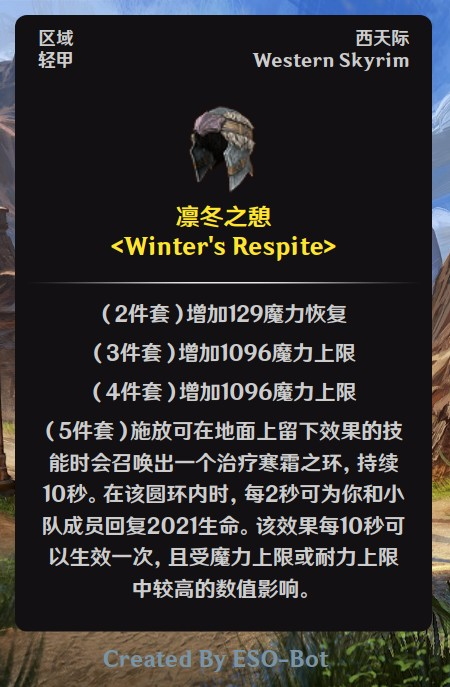 区域 西天际
轻甲 Western Skyrim
凛冬之憩
<Winter's Respite>
（2件套）增加129魔力恢复
（3件套）增加1096魔力上限
（4件套）增加1096魔力上限
（5件套）施放可在地面上留下效果的技
能时会召唤出一个治疗寒霜之环，持续
10秒。在该圆环内时，每2秒可为你和小
队成员回复2021生命。该效果每10秒可
以生效一次，且受魔力上限或耐力上限
中较高的数值影响。
Created By ESO-Bot